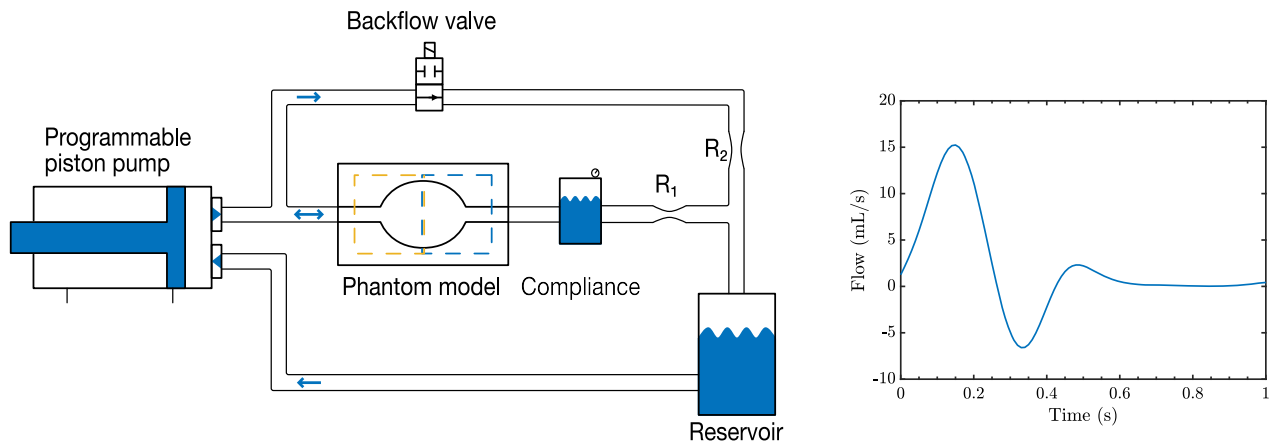 Backflow valve
Programmable
piston pump
R₂
R₁
Phantom model
Compliance
Reservoir
Flow (mL/s)
20
15
10
5
0
-5
-10
0
0.2
0.4
0.6
0.8
1
Time (s)